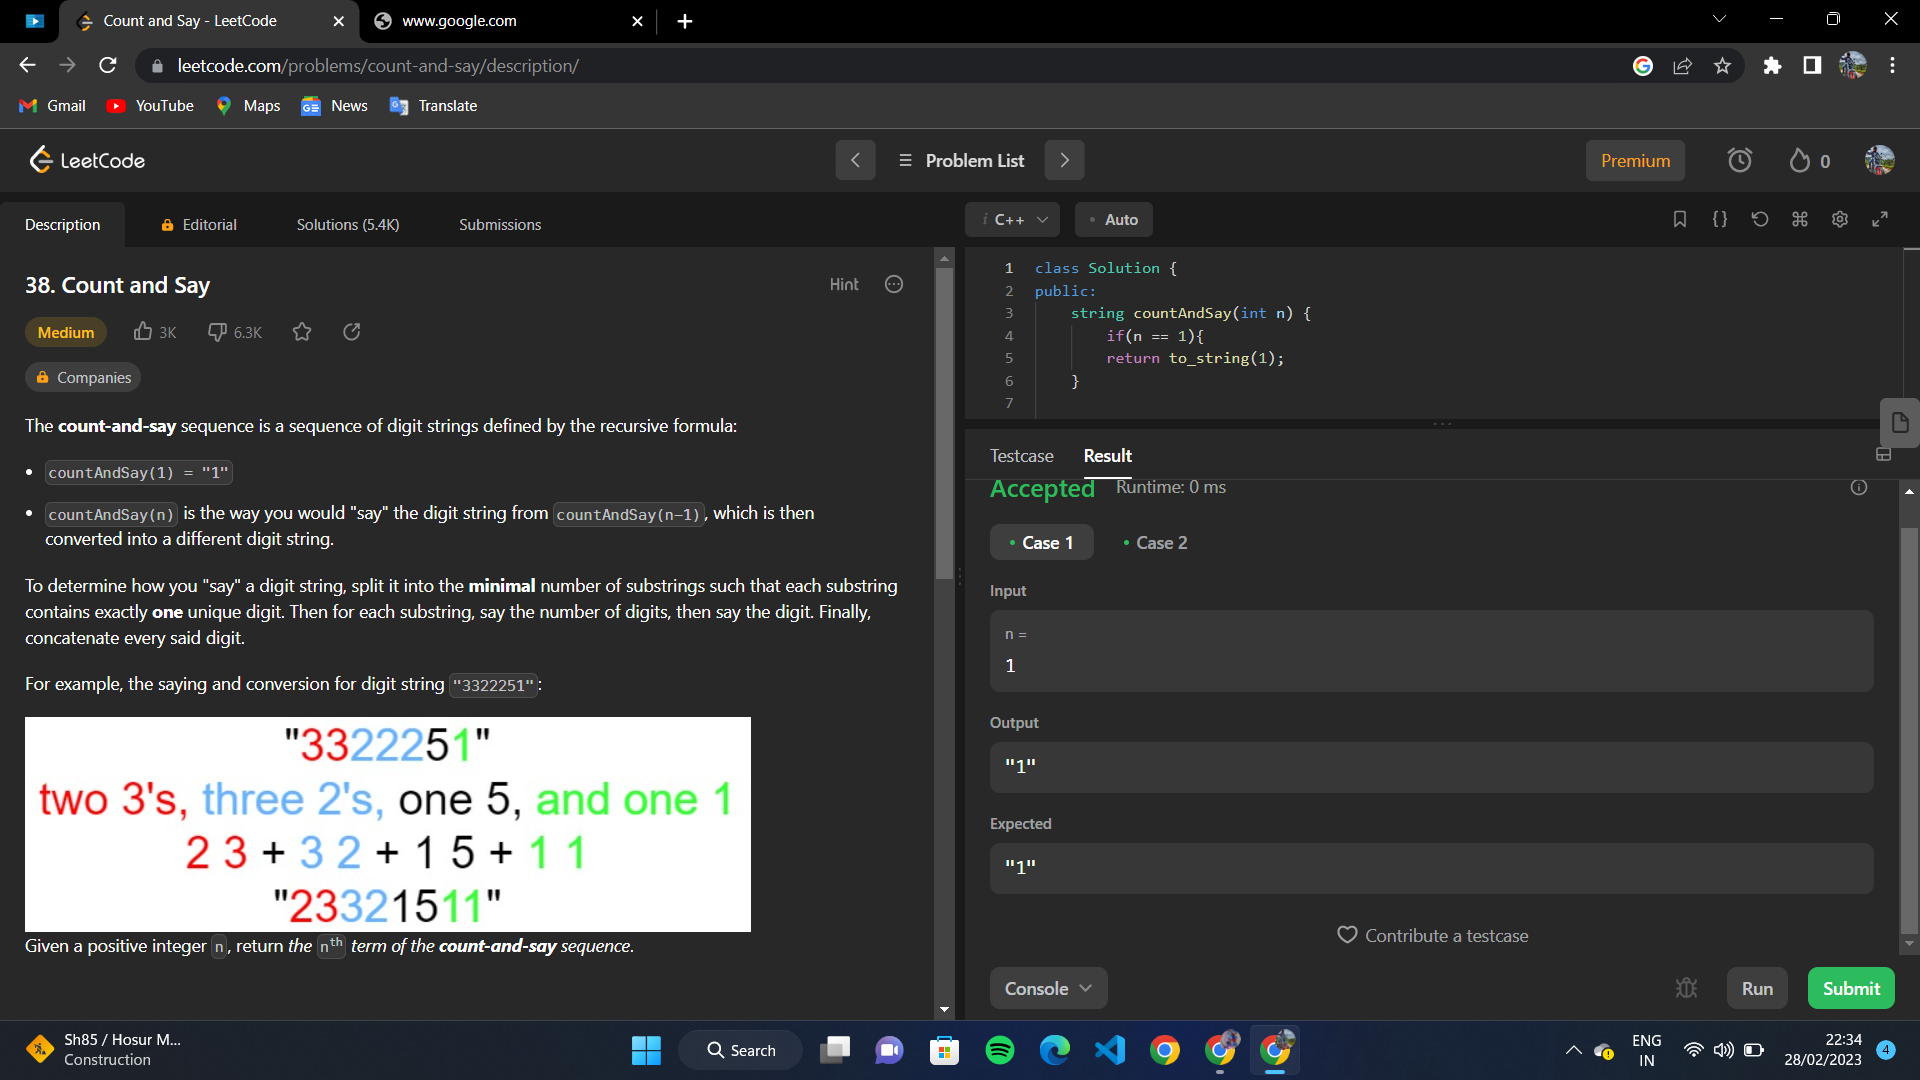 Count and Say - LeetCode
www.google.com
leetcode.com/problems/count-and-say/description/
Gmail
YouTube
Maps
News
Translate
LeetCode
Problem List
Premium
0
Description
Editorial
Solutions (5.4K)
Submissions
38. Count and Say
Hint
Medium
3K
6.3K
Companies
The count-and-say sequence is a sequence of digit strings defined by the recursive formula:
• countAndSay(1) = "1"
• countAndSay(n) is the way you would "say" the digit string from countAndSay(n-1), which is then
converted into a different digit string.
To determine how you "say" a digit string, split it into the minimal number of substrings such that each substring
contains exactly one unique digit. Then for each substring, say the number of digits, then say the digit. Finally,
concatenate every said digit.
For example, the saying and conversion for digit string "3322251":
"3322251"
two 3's, three 2's, one 5, and one 1
2 3 + 3 2 + 1 5 + 1 1
"23321511"
Given a positive integer n, return the nth term of the count-and-say sequence.
i C++
• Auto
1 class Solution {
2 public:
3 string countAndSay(int n) {
4 if(n == 1){
5 return to_string(1);
6 }
7
Testcase
Result
Accepted
Runtime: 0 ms
• Case 1
• Case 2
Input
n =
1
Output
"1"
Expected
"1"
Contribute a testcase
Console
Run
Submit
Sh85 / Hosur M...
Construction
Search
ENG
IN
22:34
28/02/2023
4